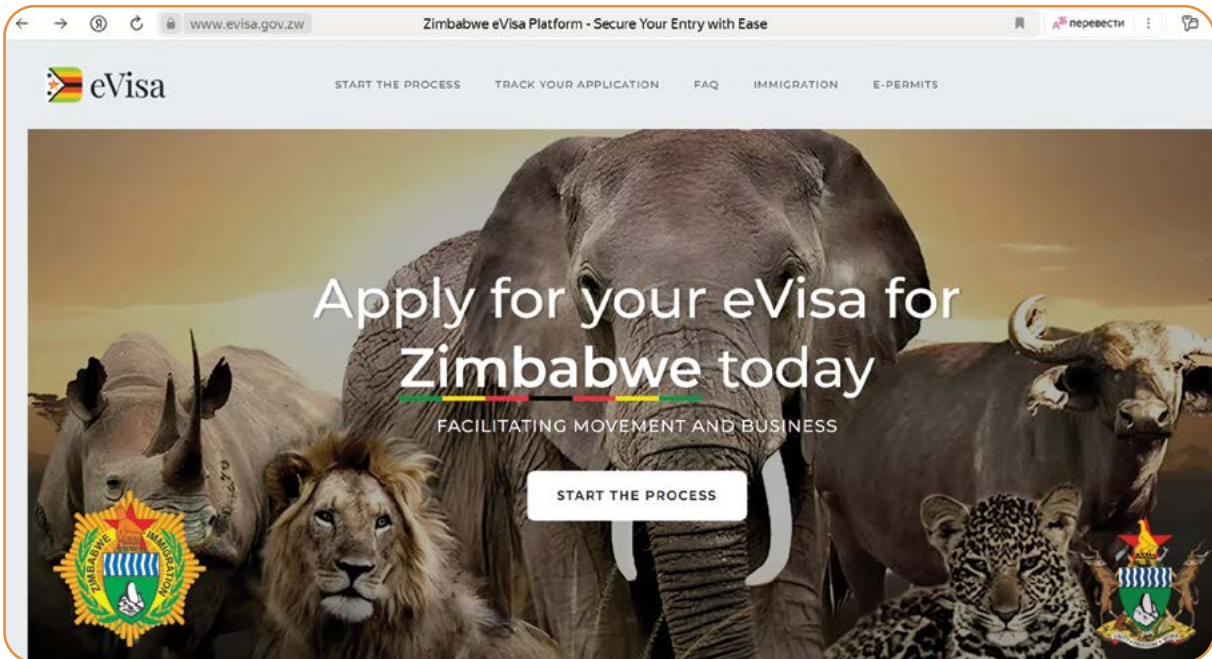 www.evisa.gov.zw
Zimbabwe eVisa Platform - Secure Your Entry with Ease
перевести
eVisa
START THE PROCESS
TRACK YOUR APPLICATION
FAQ
IMMIGRATION
E-PERMITS
Apply for your eVisa for
Zimbabwe today
FACILITATING MOVEMENT AND BUSINESS
START THE PROCESS
ZIMBABWE IMMIGRATION